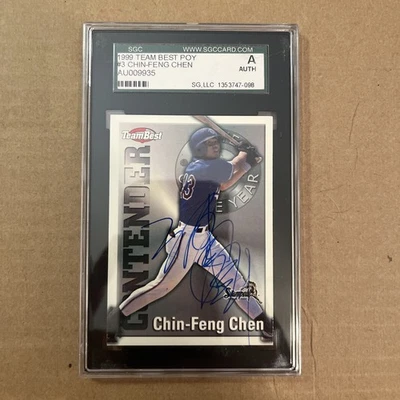 SGC WWW.SGCCARD.COM
1999 TEAM BEST POY A
#3 CHIN-FENG CHEN AUTH
AU009935
SG,LLC 1353747-098
TeamBest
CONTENDER
YEAR
33
Chin-Feng Chen